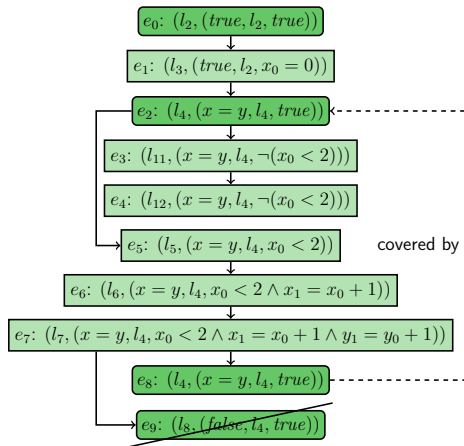 e₀: (l₂, (true, l₂, true))
e₁: (l₃, (true, l₂, x₀ = 0))
e₂: (l₄, (x = y, l₄, true))
e₃: (l₁₁, (x = y, l₄, ¬(x₀ < 2)))
e₄: (l₁₂, (x = y, l₄, ¬(x₀ < 2)))
e₅: (l₅, (x = y, l₄, x₀ < 2))
covered by
e₆: (l₆, (x = y, l₄, x₀ < 2 ∧ x₁ = x₀ + 1))
e₇: (l₇, (x = y, l₄, x₀ < 2 ∧ x₁ = x₀ + 1 ∧ y₁ = y₀ + 1))
e₈: (l₄, (x = y, l₄, true))
e₉: (l₈, (false, l₄, true))